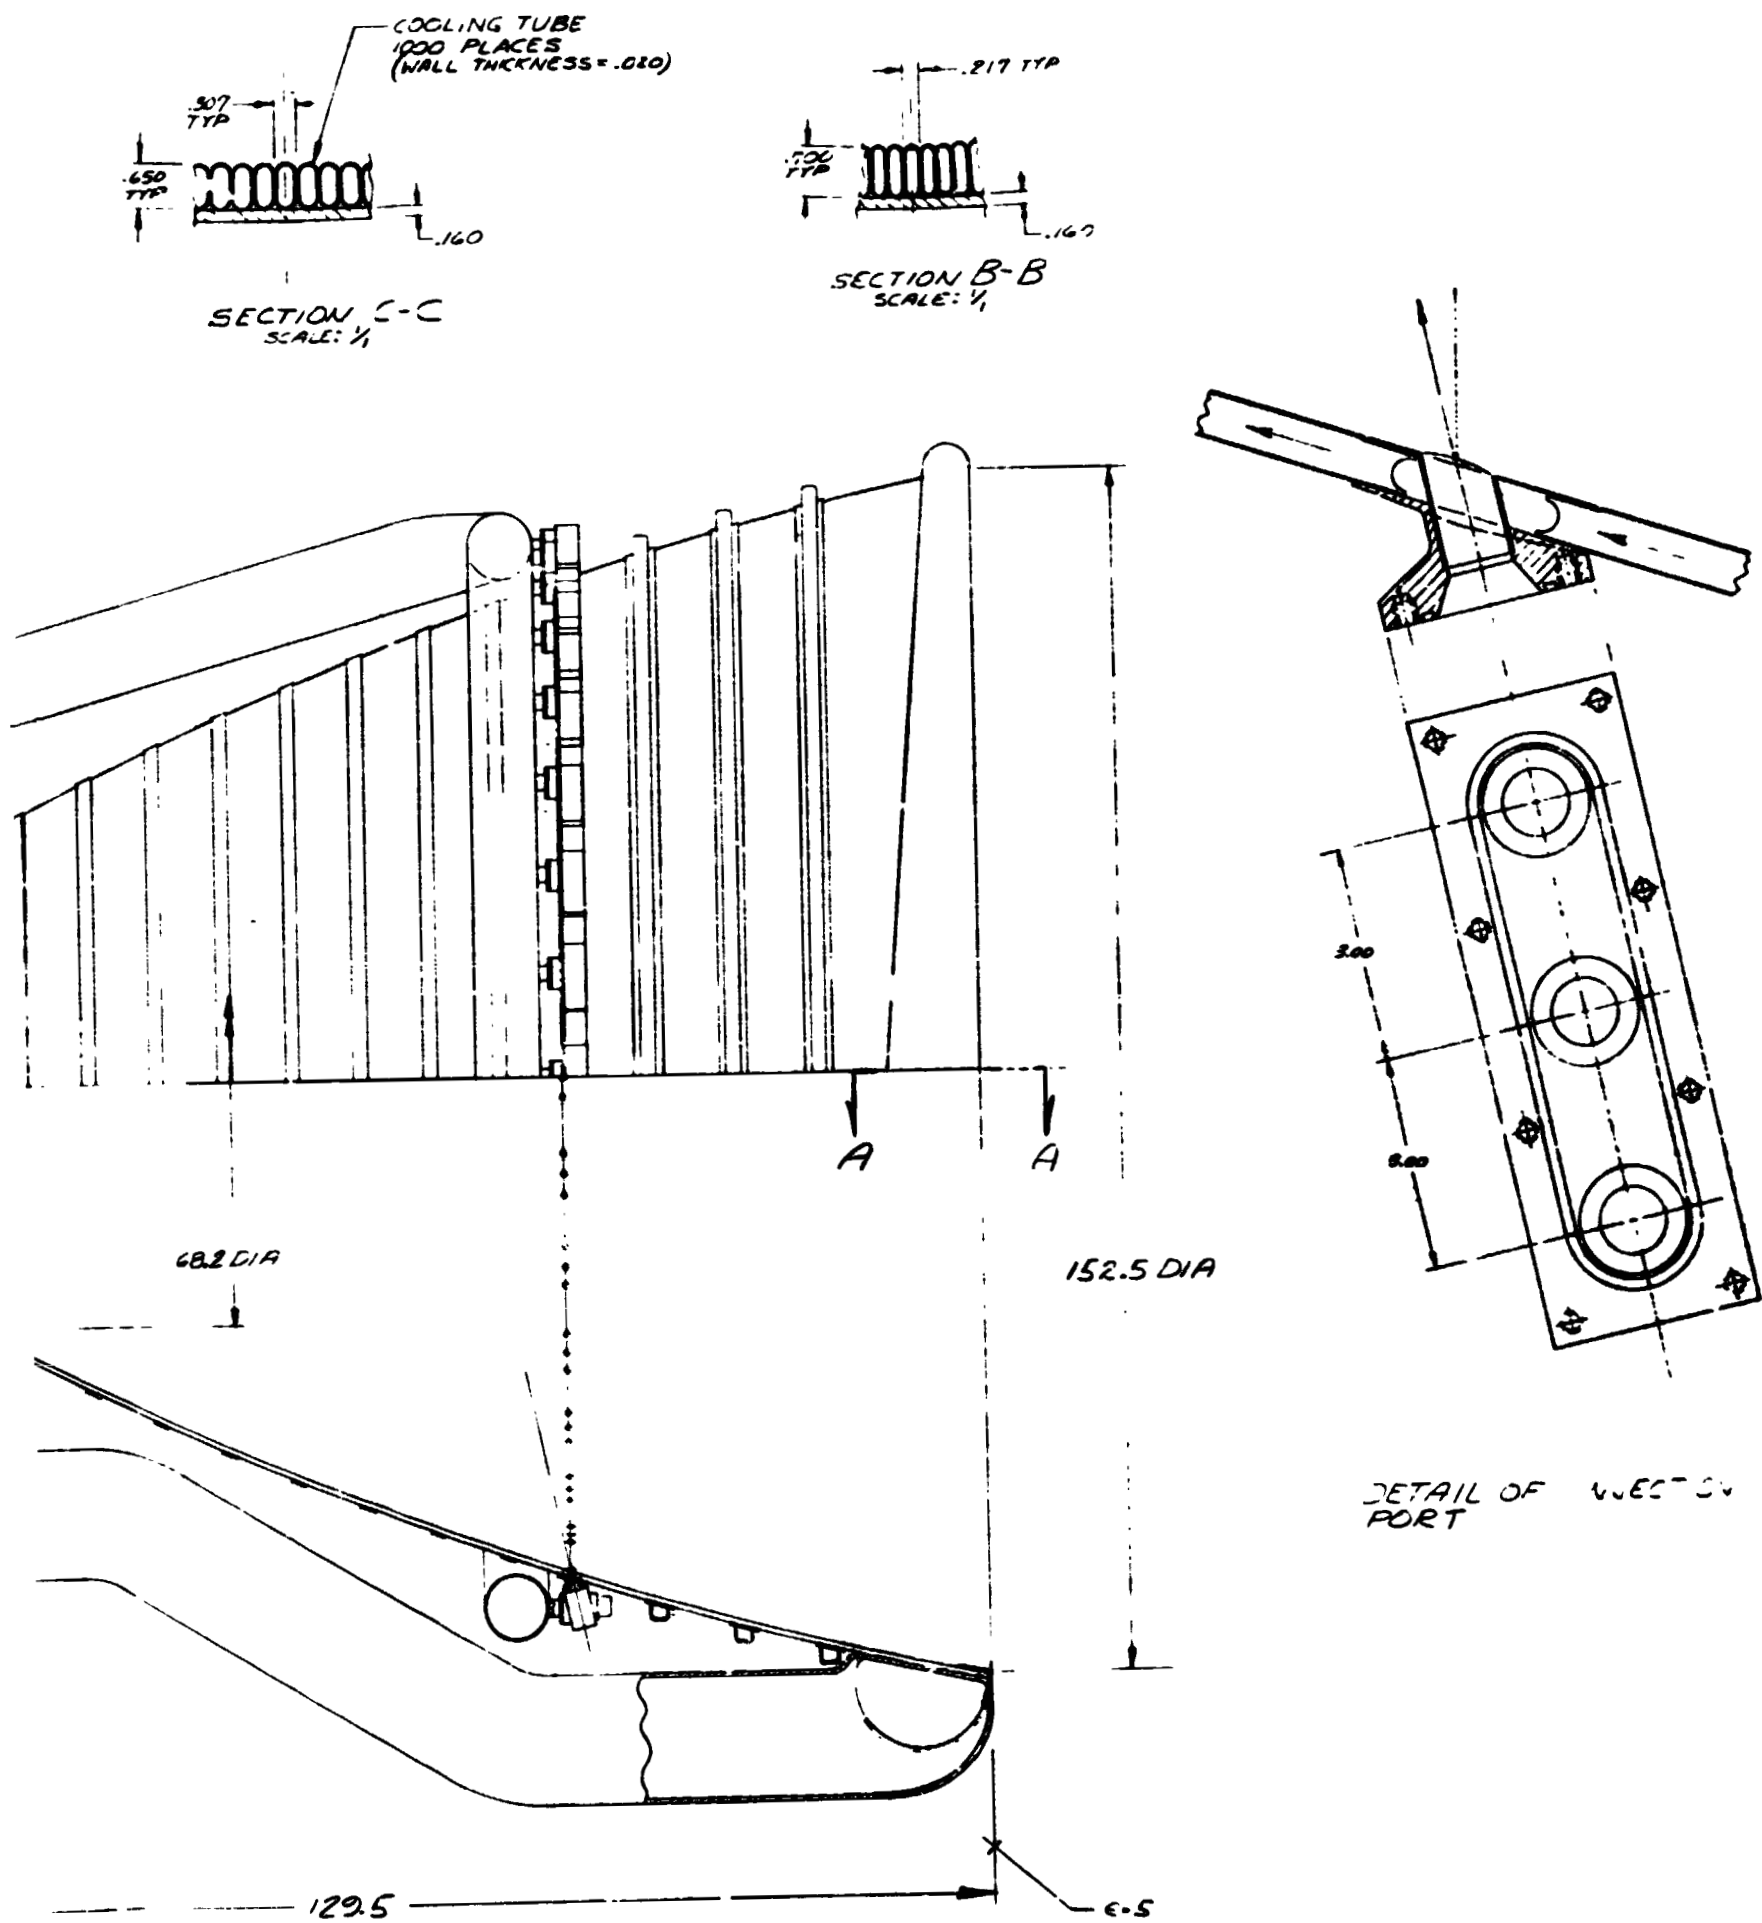 COOLING TUBE
1000 PLACES
(WALL THICKNESS = .020)
.307
TYP
.650
TYP
.160
SECTION C-C
SCALE: 1/1
.217 TYP
.700
TYP
.160
SECTION B-B
SCALE: 1/1
3.00
3.00
A
A
68.2 DIA
152.5 DIA
DETAIL OF
PORT
129.5
ε=5